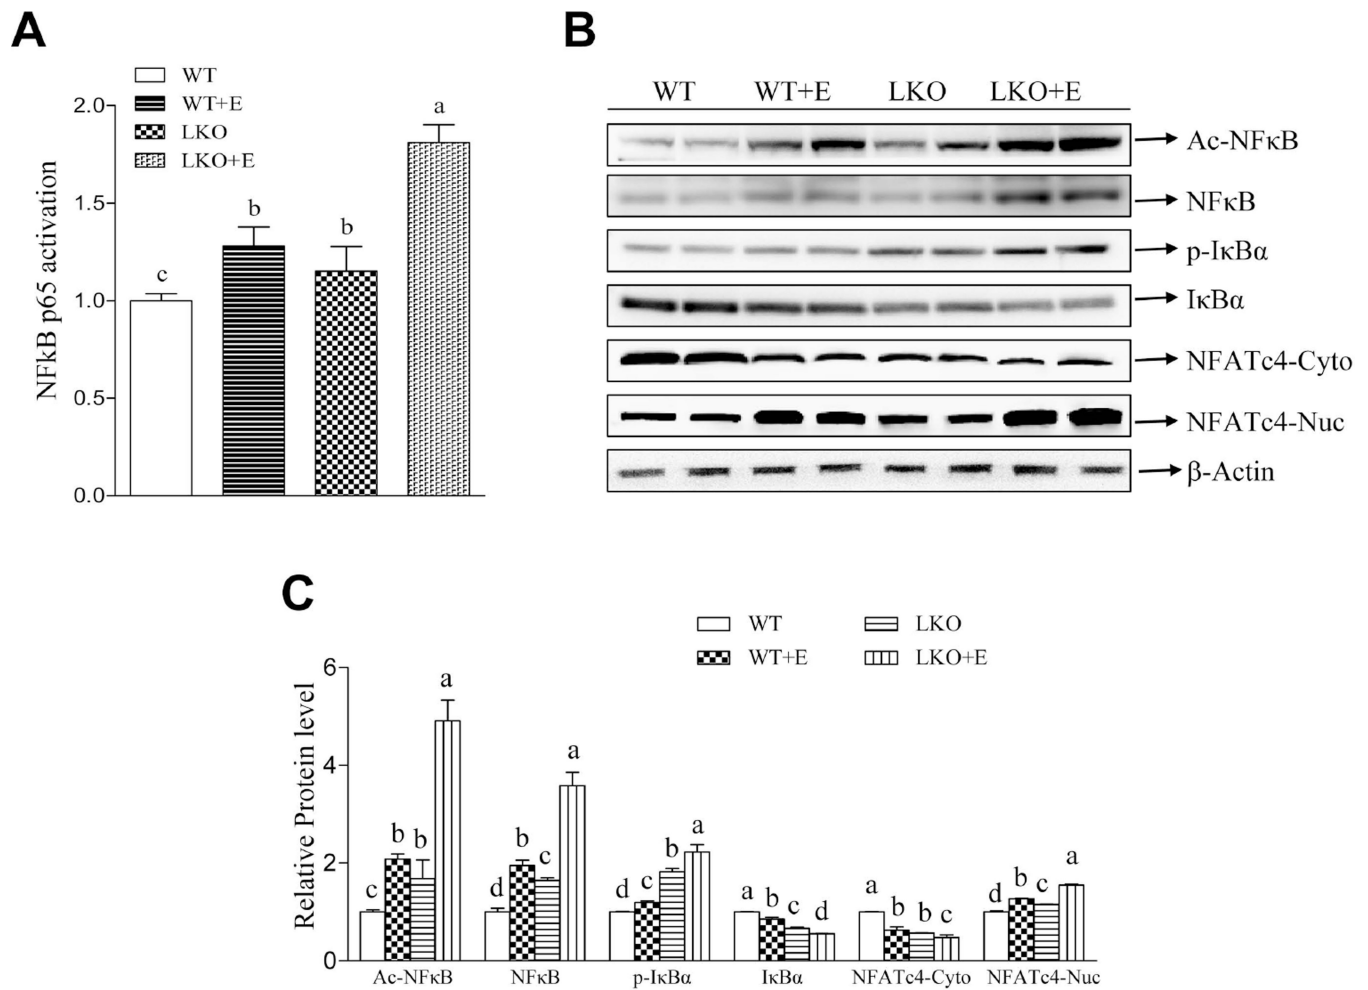 A
WT
WT+E
LKO
LKO+E
NFkB p65 activation
2.0
1.5
1.0
0.5
0.0
c
b
b
a
B
WT WT+E LKO LKO+E
Ac-NFκB
NFκB
p-IκBα
IκBα
NFATc4-Cyto
NFATc4-Nuc
β-Actin
C
WT LKO
WT+E LKO+E
Relative Protein level
6
4
2
0
c b b a
d b c a
d c b a
a b c d
a b b c
d b c a
Ac-NFκB NFκB p-IκBα IκBα NFATc4-Cyto NFATc4-Nuc